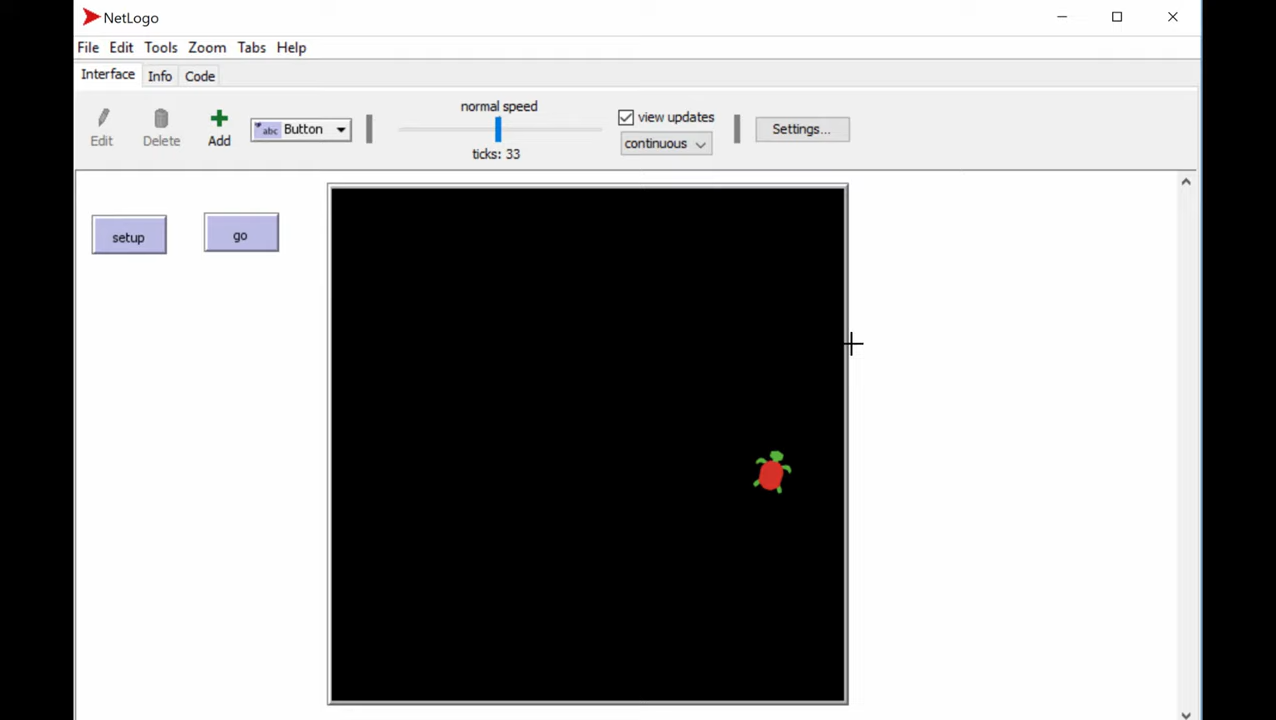 NetLogo
File Edit Tools Zoom Tabs Help
Interface Info Code
normal speed
Edit Delete Add abc Button view updates Settings...
continuous
ticks: 33
setup go